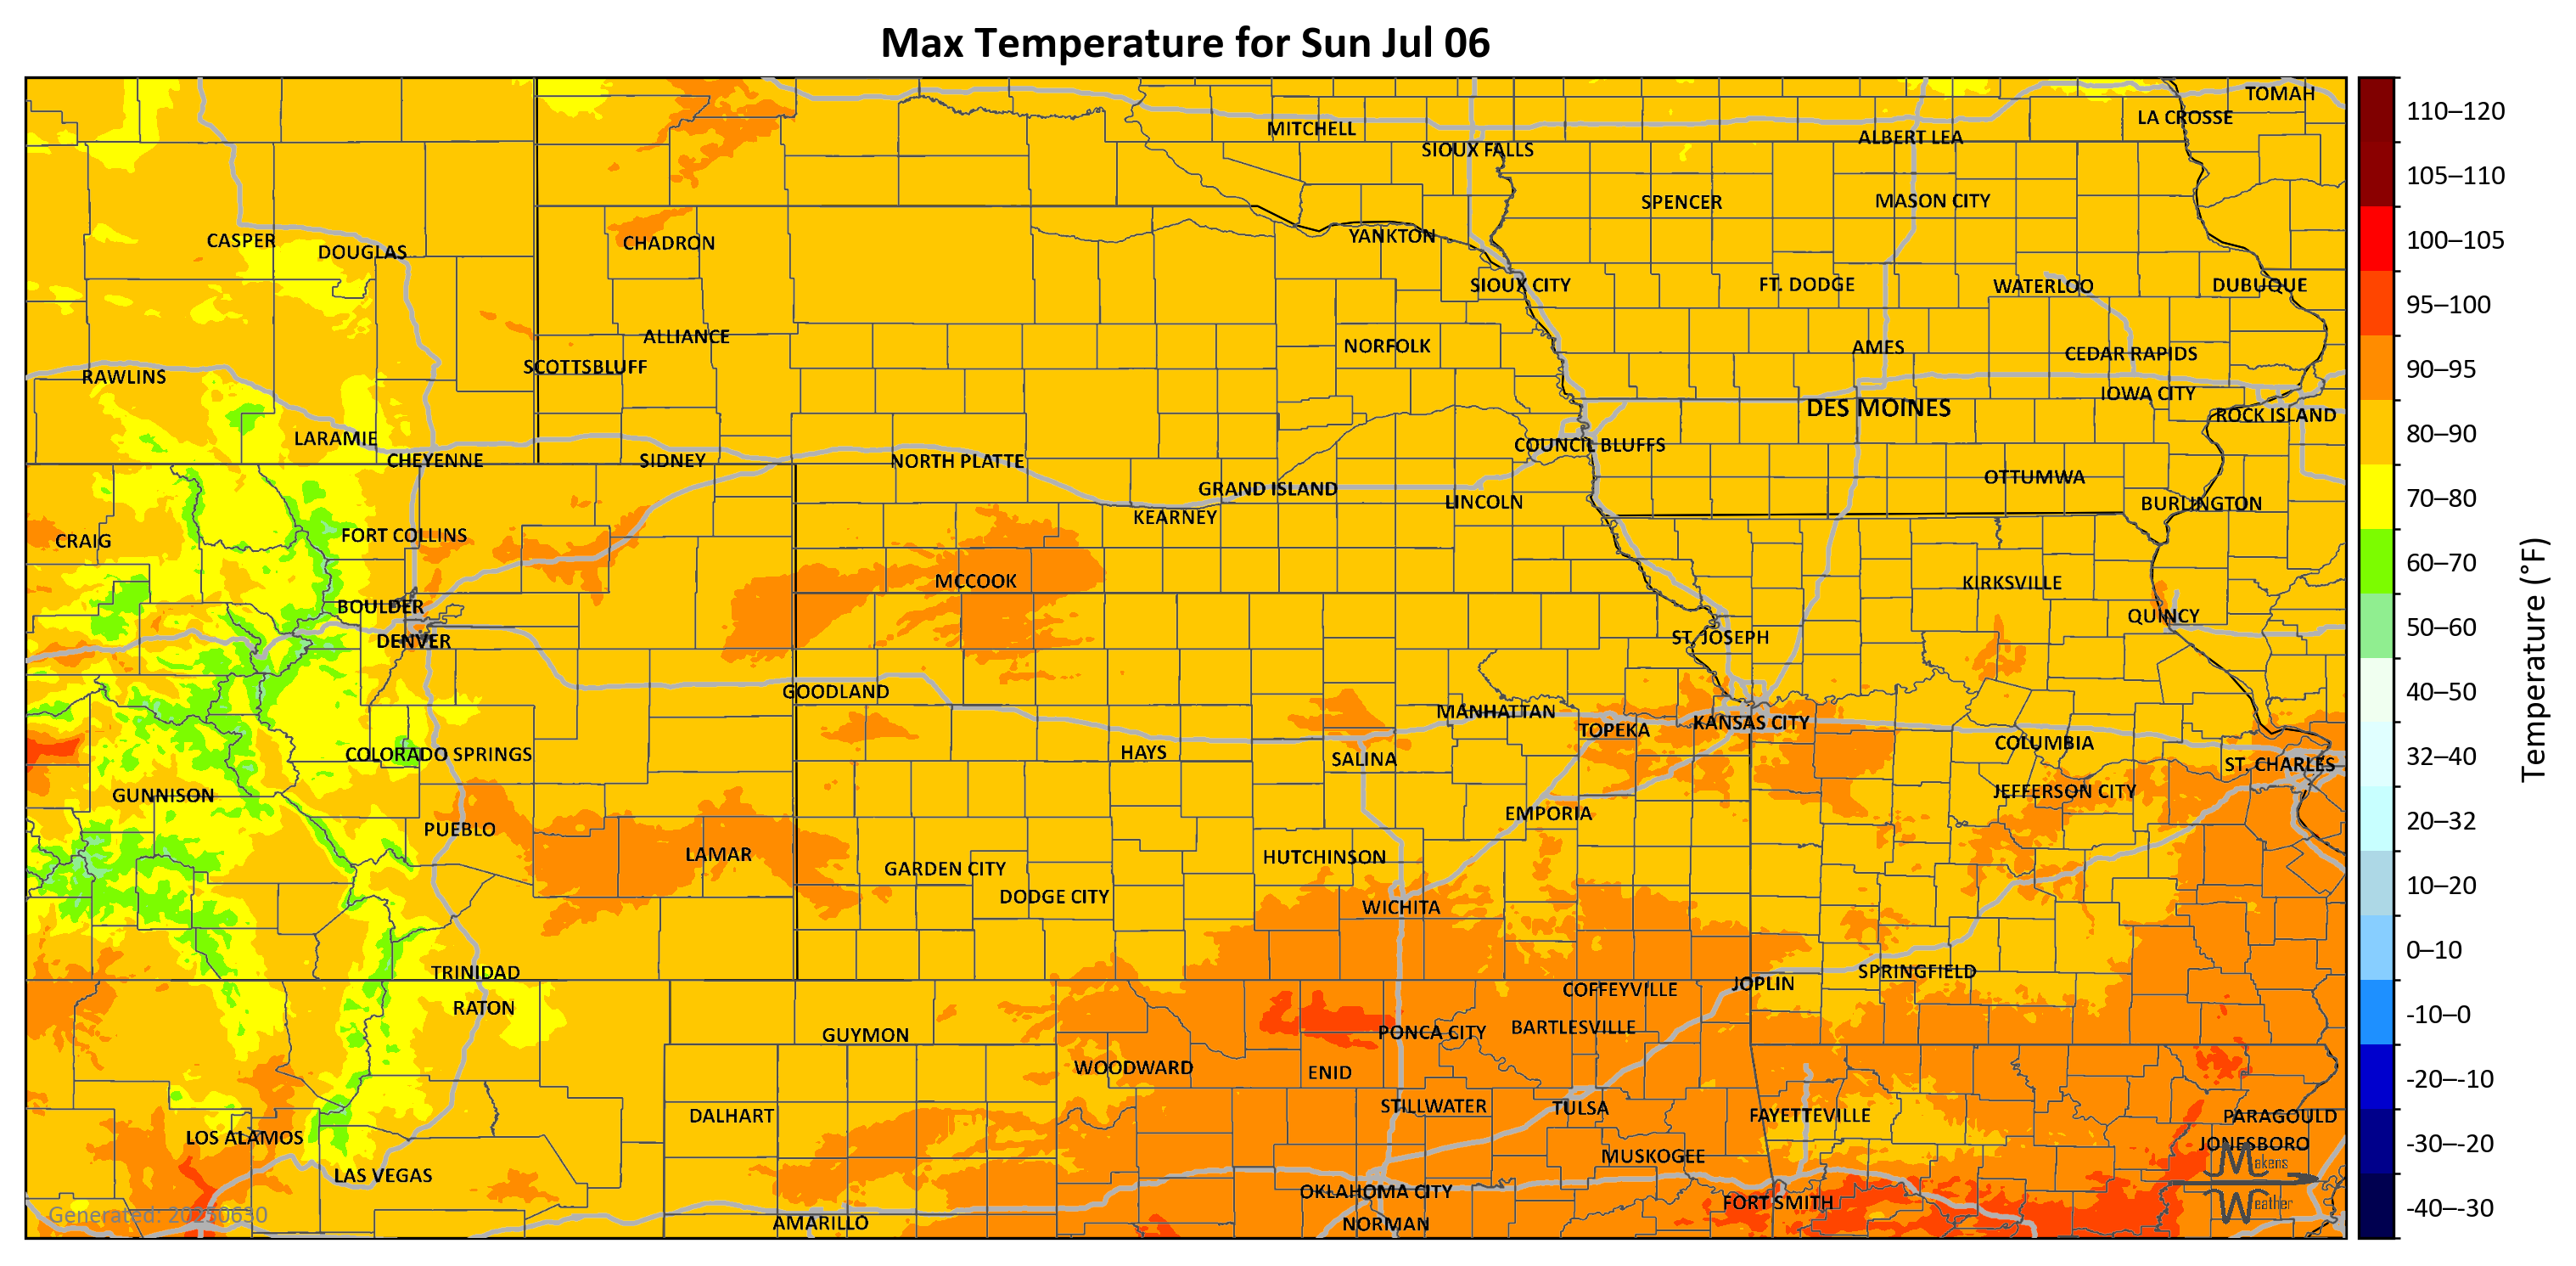 Max Temperature for Sun Jul 06
TOMAH
LA CROSSE
MITCHELL
ALBERT LEA
SIOUX FALLS
SPENCER
MASON CITY
YANKTON
CASPER
DOUGLAS
CHADRON
SIOUX CITY
FT. DODGE
WATERLOO
DUBUQUE
ALLIANCE
NORFOLK
AMES
CEDAR RAPIDS
SCOTTSBLUFF
RAWLINS
IOWA CITY
DES MOINES
ROCK ISLAND
LARAMIE
COUNCIL BLUFFS
CHEYENNE
SIDNEY
NORTH PLATTE
OTTUMWA
GRAND ISLAND
LINCOLN
BURLINGTON
KEARNEY
FORT COLLINS
CRAIG
MCCOOK
KIRKSVILLE
BOULDER
QUINCY
DENVER
ST. JOSEPH
GOODLAND
MANHATTAN
KANSAS CITY
TOPEKA
COLUMBIA
COLORADO SPRINGS
HAYS
SALINA
ST. CHARLES
JEFFERSON CITY
GUNNISON
EMPORIA
PUEBLO
LAMAR
HUTCHINSON
GARDEN CITY
DODGE CITY
WICHITA
TRINIDAD
SPRINGFIELD
JOPLIN
COFFEYVILLE
RATON
BARTLESVILLE
PONCA CITY
GUYMON
WOODWARD
ENID
STILLWATER
TULSA
DALHART
FAYETTEVILLE
PARAGOULD
LOS ALAMOS
JONESBORO
MUSKOGEE
LAS VEGAS
OKLAHOMA CITY
FORT SMITH
AMARILLO
NORMAN
Generated: 20250630
Makens
Weather
110–120
105–110
100–105
95–100
90–95
80–90
70–80
60–70
50–60
40–50
32–40
20–32
10–20
0–10
-10–0
-20–-10
-30–-20
-40–-30
Temperature (°F)